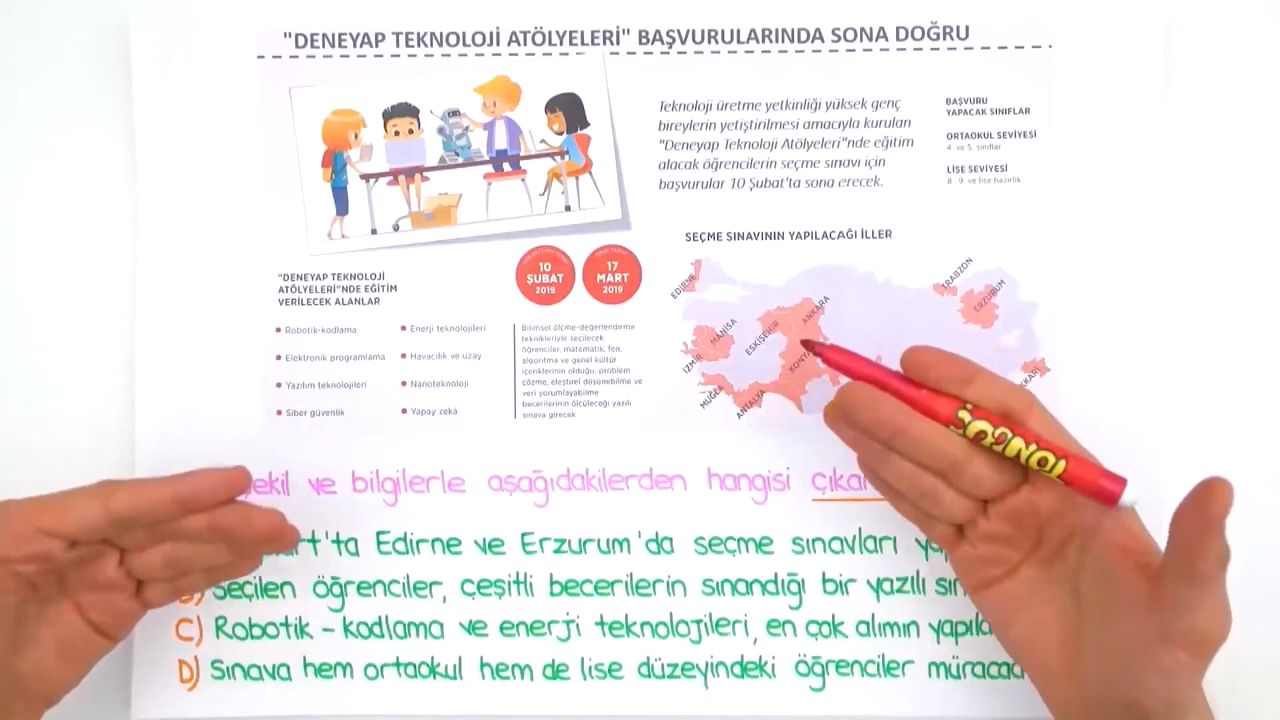 "DENEYAP TEKNOLOJİ ATÖLYELERİ" BAŞVURULARINDA SONA DOĞRU
Teknoloji üretme yetkinliği yüksek genç
bireylerin yetiştirilmesi amacıyla kurulan
"Deneyap Teknoloji Atölyeleri"nde eğitim
alacak öğrencilerin seçme sınavı için
başvurular 10 Şubat'ta sona erecek.
BAŞVURU
YAPACAK SINIFLAR
ORTAOKUL SEVİYESİ
4. ve 5. sınıflar
LİSE SEVİYESİ
8. 9. ve lise hazırlık
SEÇME SINAVININ YAPILACAĞI İLLER
EDİRNE
MANİSA
İZMİR
MUĞLA
ANTALYA
ESKİŞEHİR
ANKARA
KONYA
TRABZON
ERZURUM
"DENEYAP TEKNOLOJİ
ATÖLYELERİ"NDE EĞİTİM
VERİLECEK ALANLAR
Robotik-kodlama
Elektronik programlama
Yazılım teknolojileri
Siber güvenlik
Enerji teknolojileri
Havacılık ve uzay
Nanoteknoloji
Yapay zekâ
10
ŞUBAT
2019
17
MART
2019
Bilimsel ölçme-değerlendirme
teknikleriyle seçilecek
öğrenciler, matematik, fen,
algoritma ve genel kültür
içeriklerinin olduğu, problem
çözme, eleştirel düşünebilme ve
veri yorumlayabilme
becerilerinin ölçüleceği yazılı
sınava girecek
ve bilgilerle aşağıdakilerden hangisi
Edirne ve Erzurum'da seçme sınavları
Seçilen öğrenciler, çeşitli becerilerin sınandığı bir yazılı
C) Robotik - kodlama ve enerji teknolojileri, en çok alımın
D) Sınava hem ortaokul hem de lise düzeyindeki öğrenciler